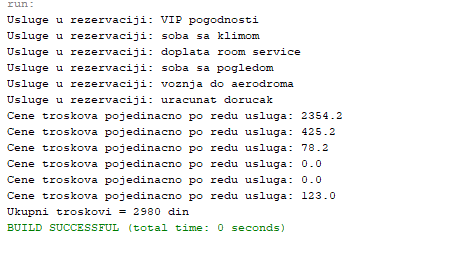 run:
Usluge u rezervaciji: VIP pogodnosti
Usluge u rezervaciji: soba sa klimom
Usluge u rezervaciji: doplata room service
Usluge u rezervaciji: soba sa pogledom
Usluge u rezervaciji: voznja do aerodroma
Usluge u rezervaciji: uracunat dorucak
Cene troskova pojedinacno po redu usluga: 2354.2
Cene troskova pojedinacno po redu usluga: 425.2
Cene troskova pojedinacno po redu usluga: 78.2
Cene troskova pojedinacno po redu usluga: 0.0
Cene troskova pojedinacno po redu usluga: 0.0
Cene troskova pojedinacno po redu usluga: 123.0
Ukupni troskovi = 2980 din
BUILD SUCCESSFUL (total time: 0 seconds)